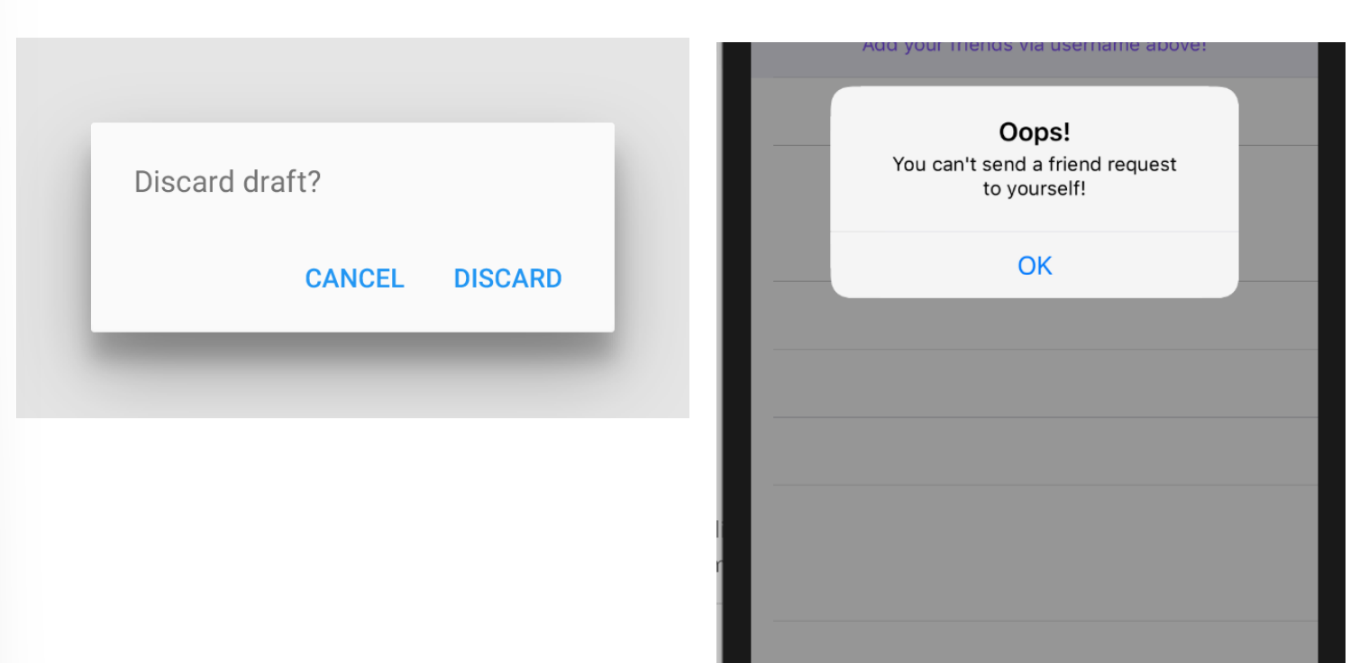 Discard draft?
CANCEL DISCARD
Add your friends via username above!
Oops!
You can't send a friend request
to yourself!
OK